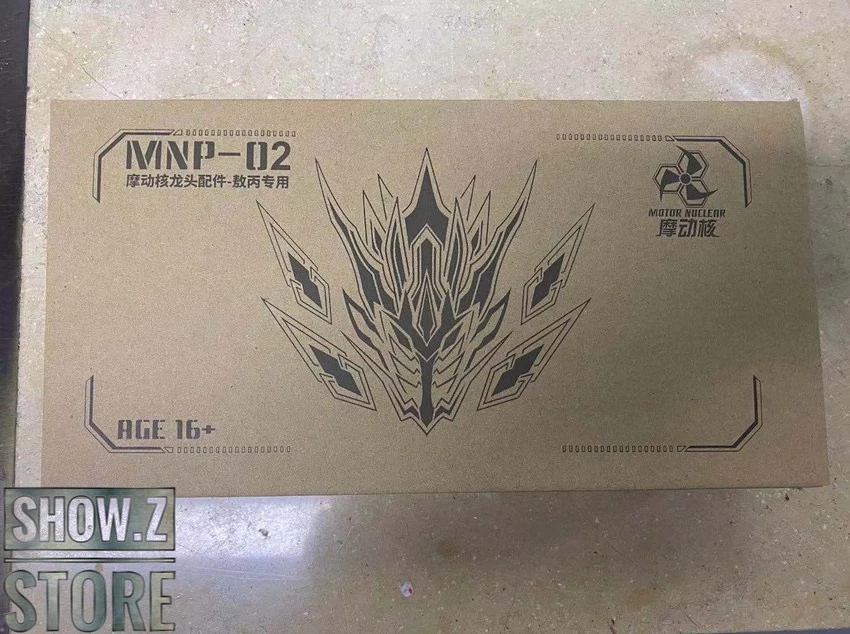 MNP-02
摩动核龙头配件-敖丙专用
MOTOR NUCLEAR
摩动核
AGE 16+
SHOW.Z
STORE